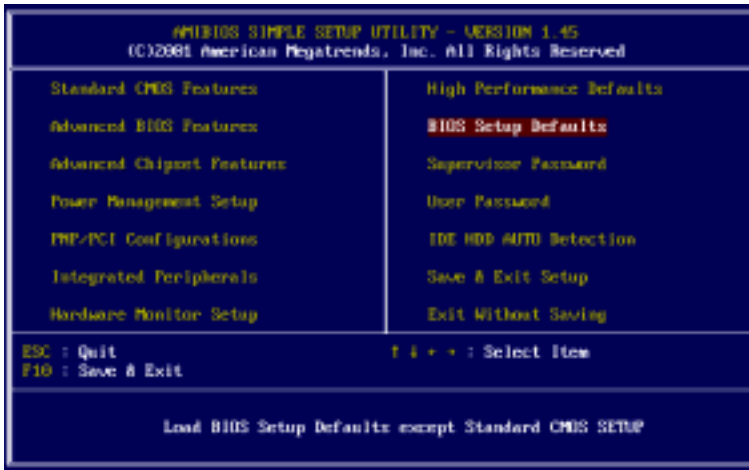 AMIBIOS SIMPLE SETUP UTILITY - VERSION 1.45
(C)2001 American Megatrends, Inc. All Rights Reserved
Standard CMOS Features
Advanced BIOS Features
Advanced Chipset Features
Power Management Setup
PNP/PCI Configurations
Integrated Peripherals
Hardware Monitor Setup
High Performance Defaults
BIOS Setup Defaults
Supervisor Password
User Password
IDE HDD AUTO Detection
Save & Exit Setup
Exit Without Saving
ESC : Quit
F10 : Save & Exit
↑ ↓ ← → : Select Item
Load BIOS Setup Defaults except Standard CMOS SETUP